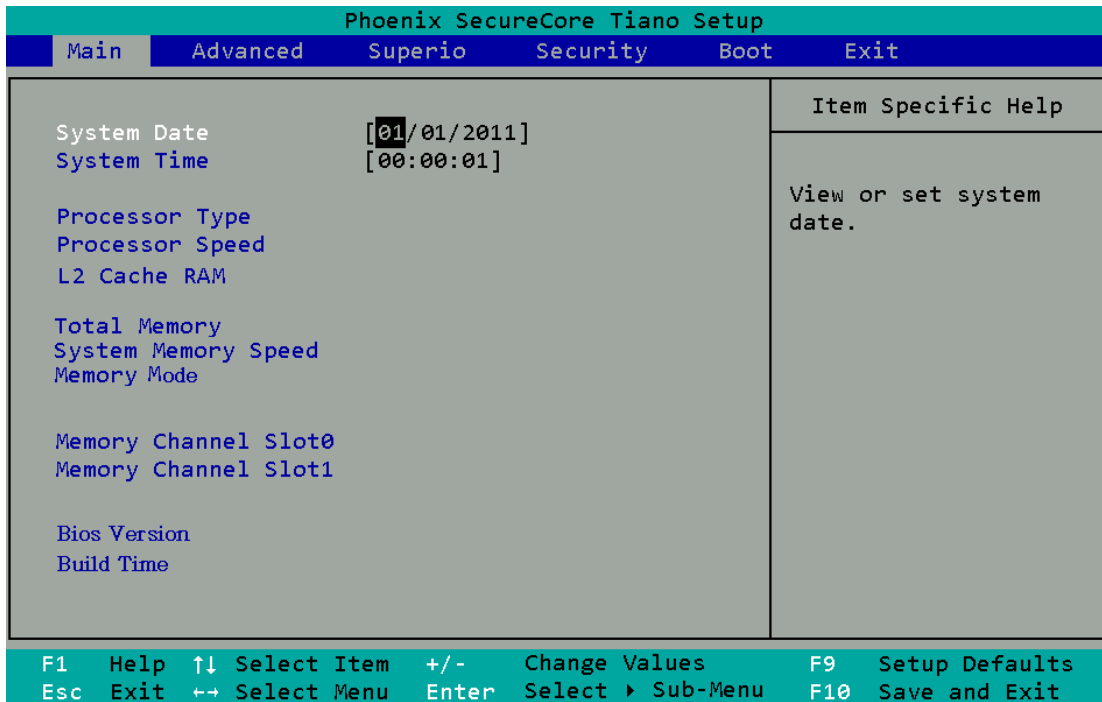 Phoenix SecureCore Tiano Setup
Main Advanced Superio Security Boot Exit
System Date [01/01/2011]
System Time [00:00:01]
Processor Type
Processor Speed
L2 Cache RAM
Total Memory
System Memory Speed
Memory Mode
Memory Channel Slot0
Memory Channel Slot1
Bios Version
Build Time
Item Specific Help
View or set system
date.
F1 Help ↑↓ Select Item +/- Change Values F9 Setup Defaults
Esc Exit ←→ Select Menu Enter Select ▸ Sub-Menu F10 Save and Exit